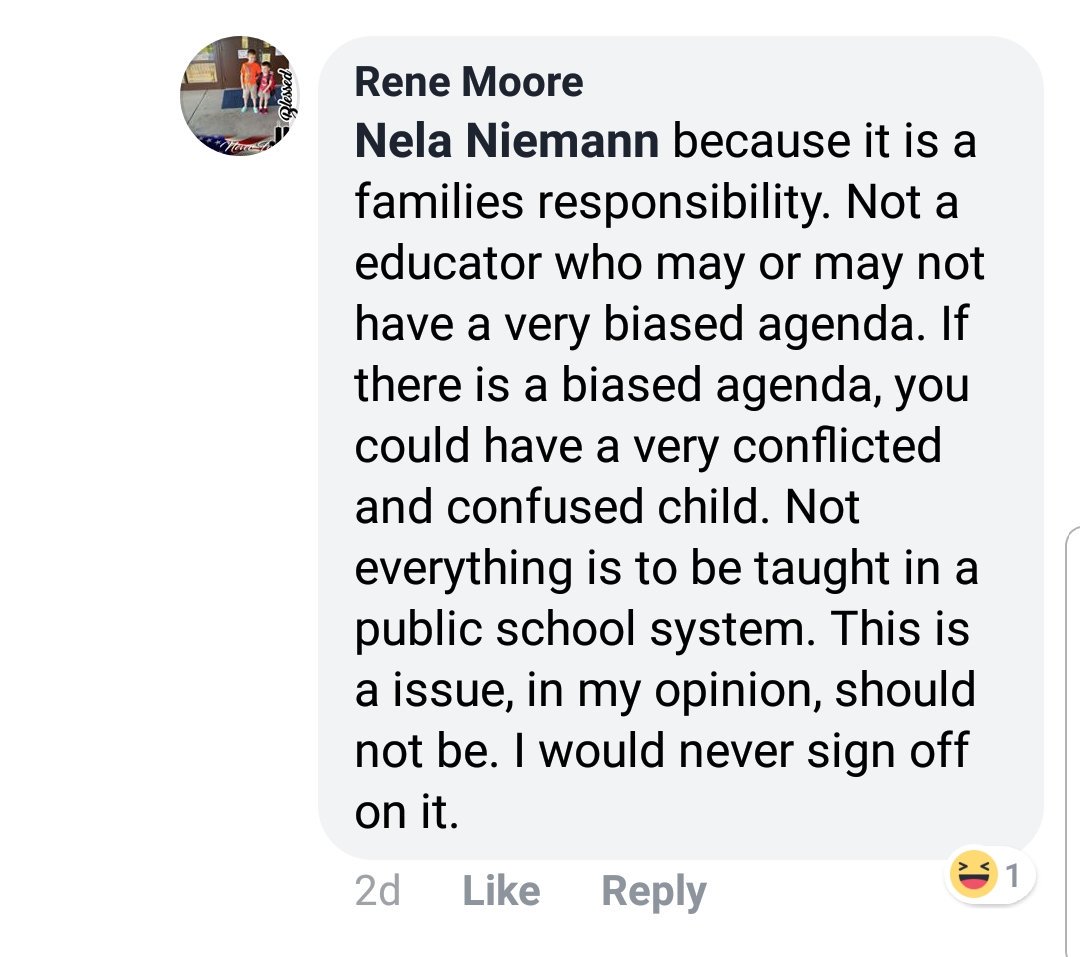 Rene Moore
Nela Niemann because it is a
families responsibility. Not a
educator who may or may not
have a very biased agenda. If
there is a biased agenda, you
could have a very conflicted
and confused child. Not
everything is to be taught in a
public school system. This is
a issue, in my opinion, should
not be. I would never sign off
on it.
2d Like Reply 1
Blessed